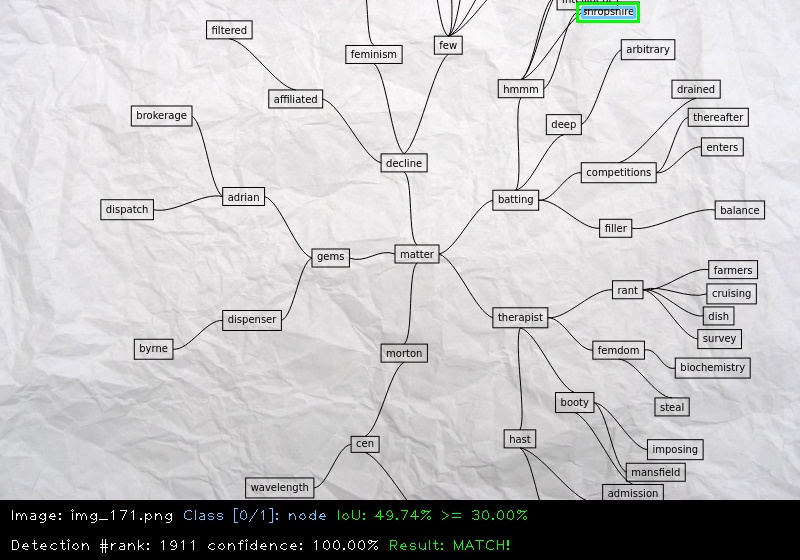 shropshire
filtered
few
arbitrary
feminism
hmmm
drained
affiliated
brokerage
thereafter
deep
enters
decline
competitions
adrian
batting
dispatch
balance
filler
matter
gems
farmers
rant
cruising
dish
therapist
dispenser
survey
byrne
femdom
morton
biochemistry
booty
steal
hast
cen
imposing
mansfield
wavelength
admission
Image: img_171.png Class [0/1]: node IoU: 49.74% >= 30.00%
Detection #rank: 1911 confidence: 100.00% Result: MATCH!